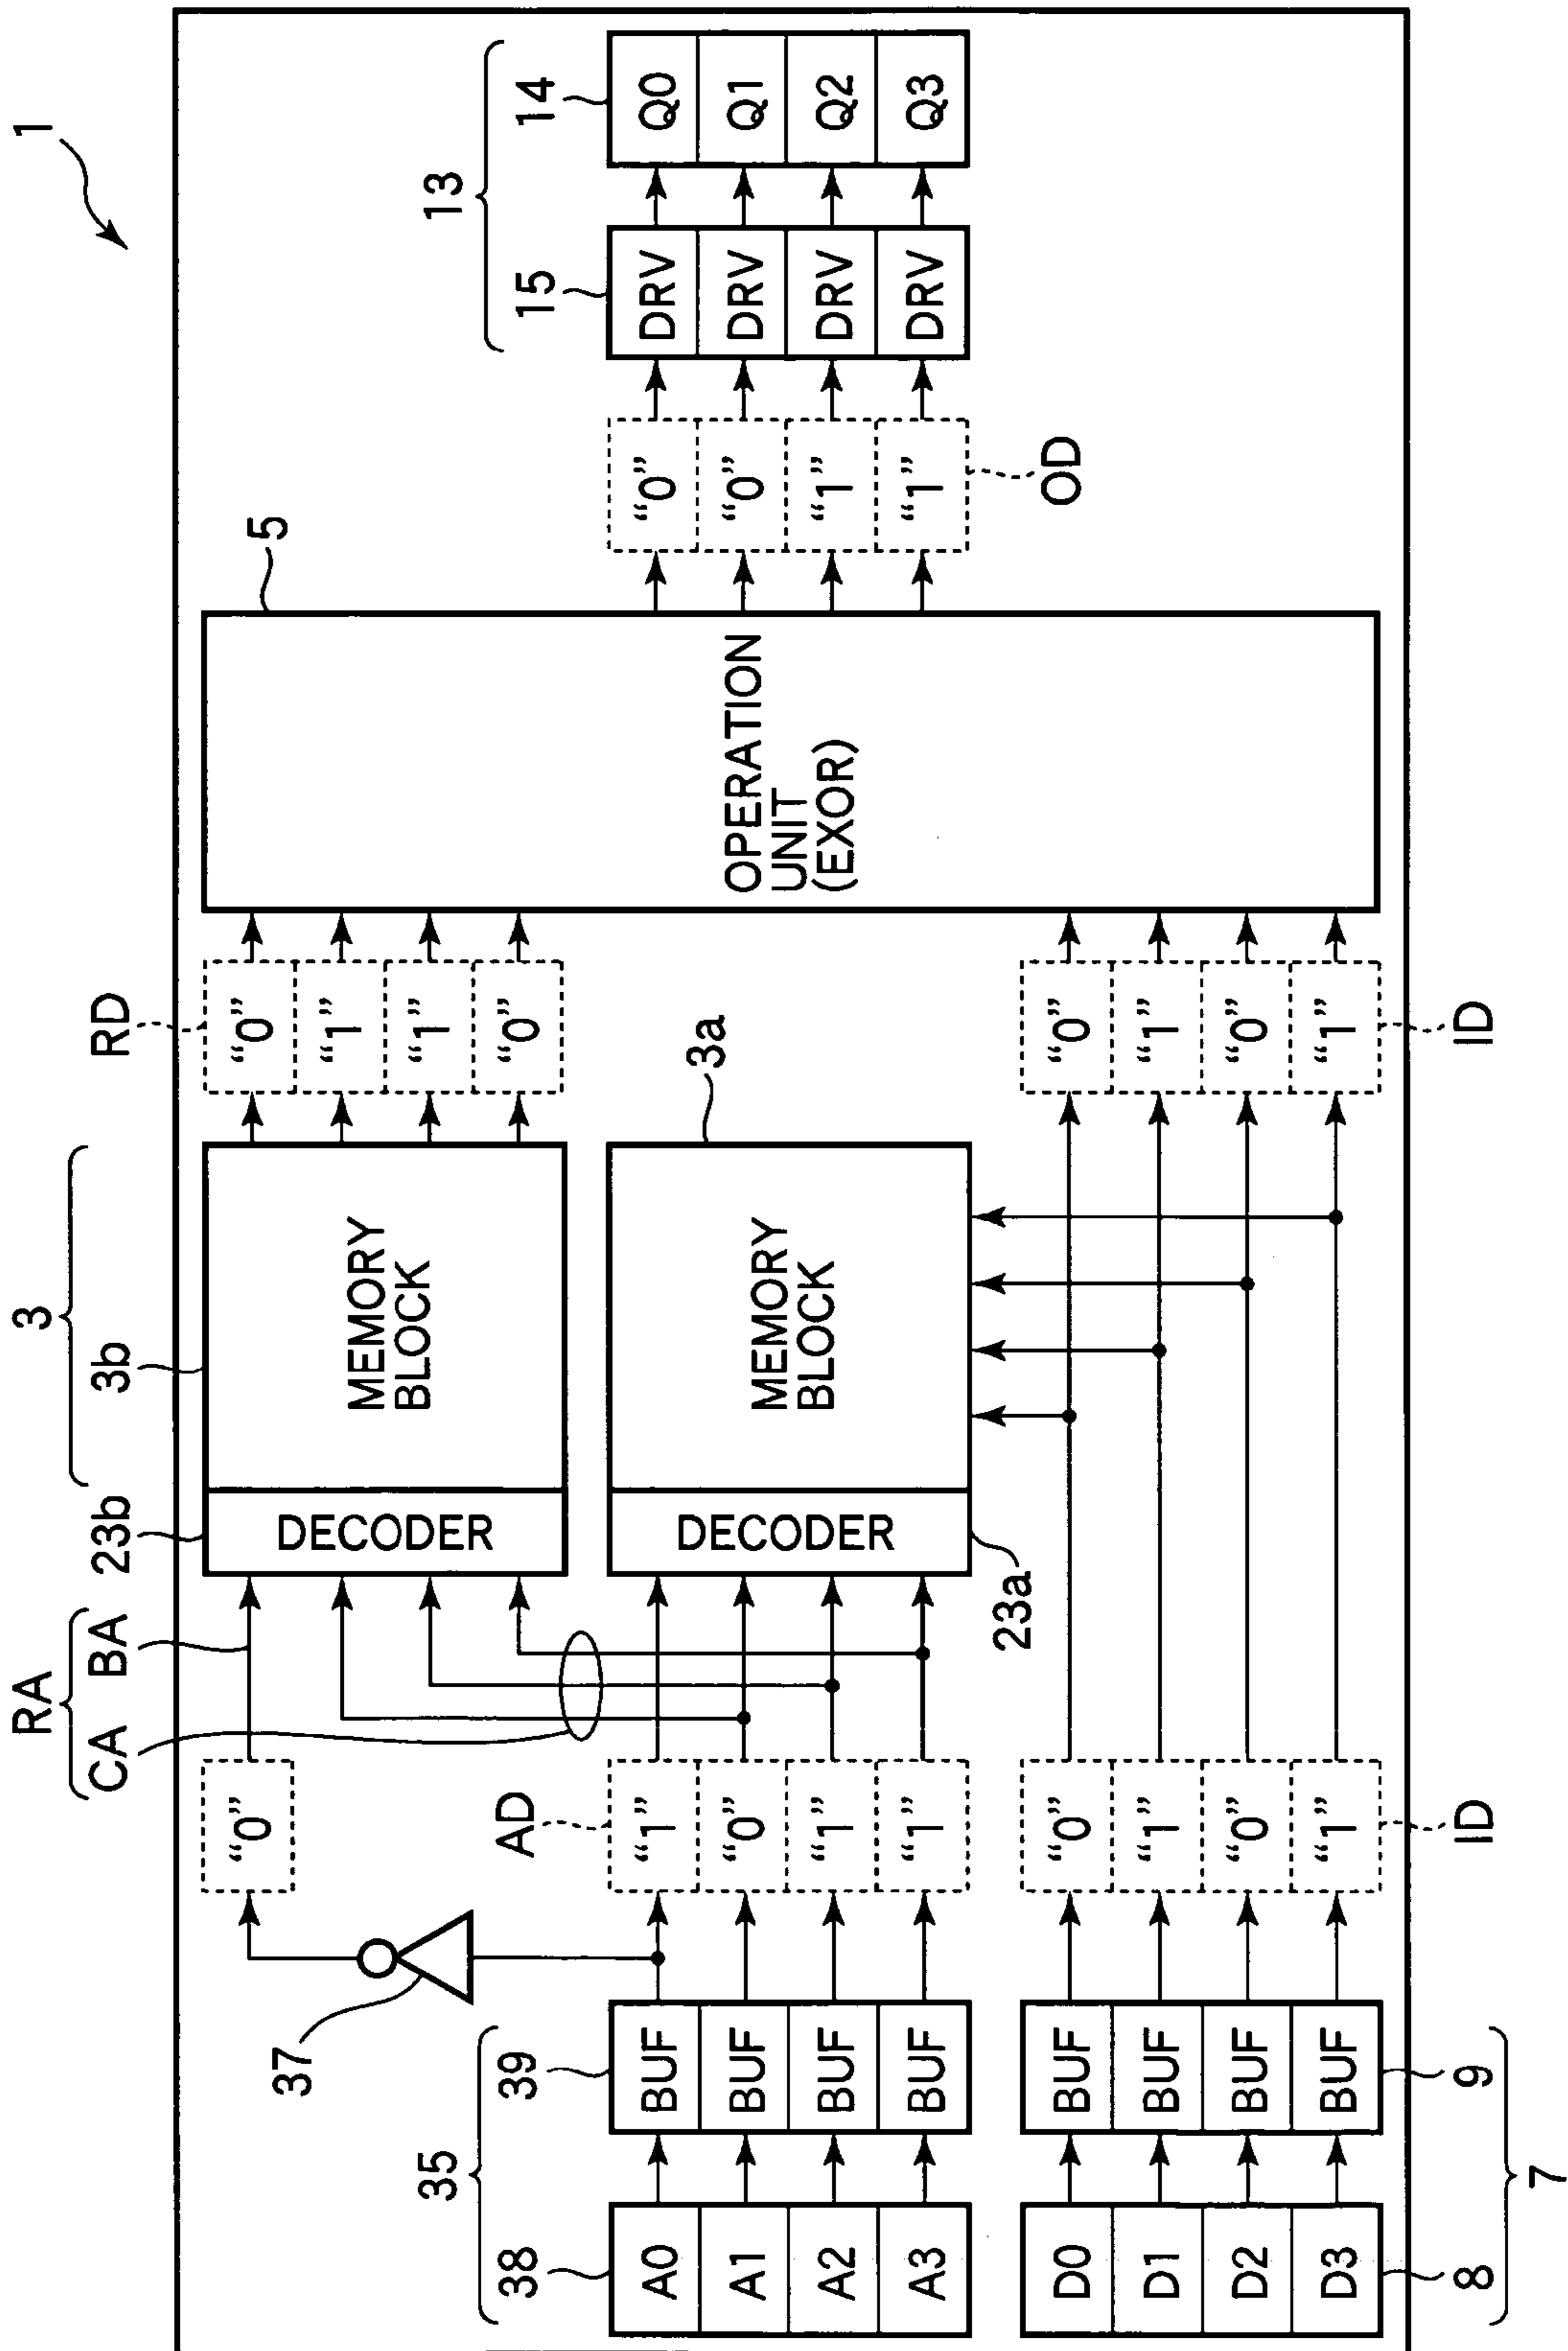 1
3
RA
CA
BA
23b
3b
RD
"0"
DECODER
MEMORY
BLOCK
"0"
"1"
"1"
"0"
5
37
35
38
39
AD
A0
A1
A2
A3
BUF
BUF
BUF
BUF
"1"
"0"
"1"
"1"
DECODER
MEMORY
BLOCK
23a
3a
OPERATION
UNIT
(EXOR)
"0"
"0"
"1"
"1"
OD
13
15
14
DRV
DRV
DRV
DRV
Q0
Q1
Q2
Q3
D0
D1
D2
D3
BUF
BUF
BUF
BUF
"0"
"1"
"0"
"1"
"0"
"1"
"0"
"1"
8
9
ID
ID
7